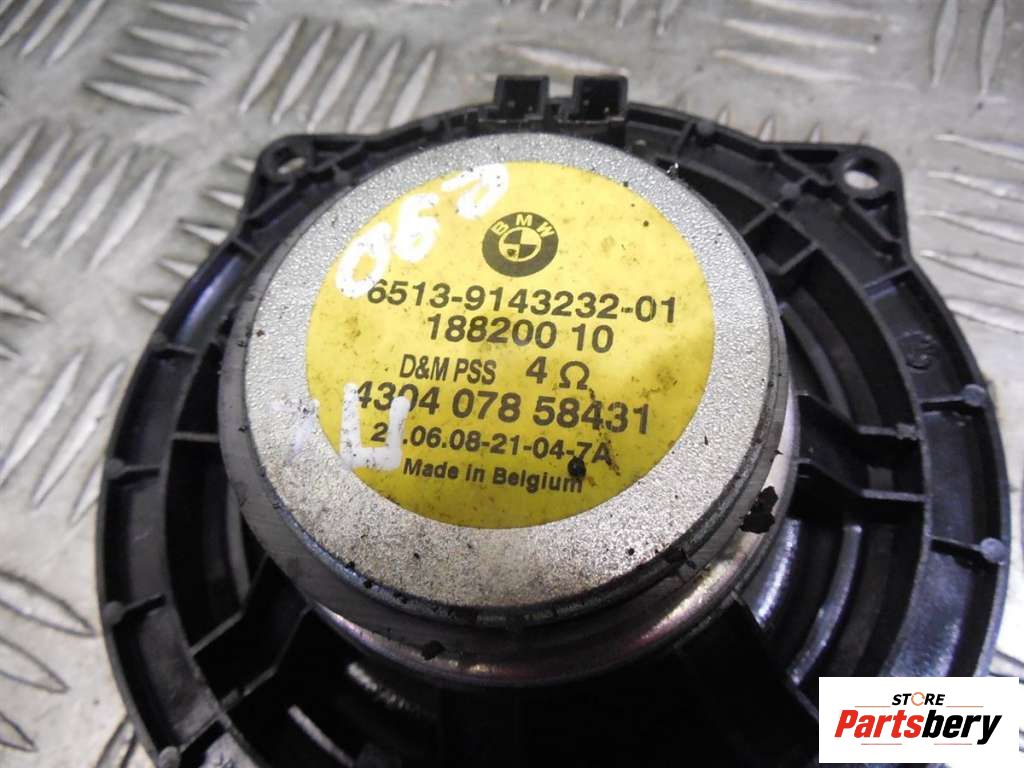 E90
BMW
6513-9143232-01
188200 10
D&M PSS 4 Ω
4304 078 58431
.06.08-21-04-7A
Made in Belgium
STORE
Partsbery